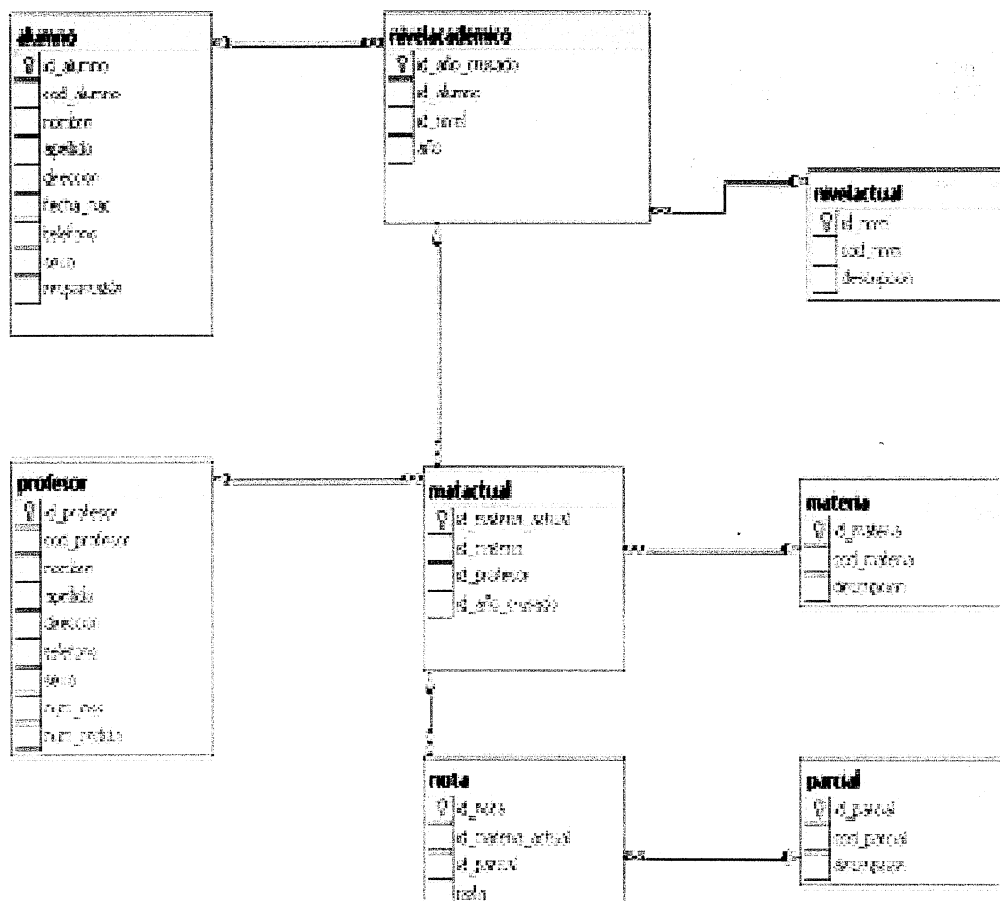 alumno
id_alumno
cod_alumno
nombre
apellido
direccion
fecha_nac
telefono
sexo
nivelacademico
id_año_cursado
id_alumno
id_nivel
año
nivelactual
id_nivel
cod_nivel
descripcion
profesor
id_profesor
cod_profesor
nombre
apellido
direccion
telefono
sexo
num_inss
num_cedula
matactual
id_materia_actual
id_materia
id_profesor
id_año_cursado
materia
id_materia
cod_materia
descripcion
nota
id_nota
id_materia_actual
id_parcial
nota
parcial
id_parcial
cod_parcial
descripcion